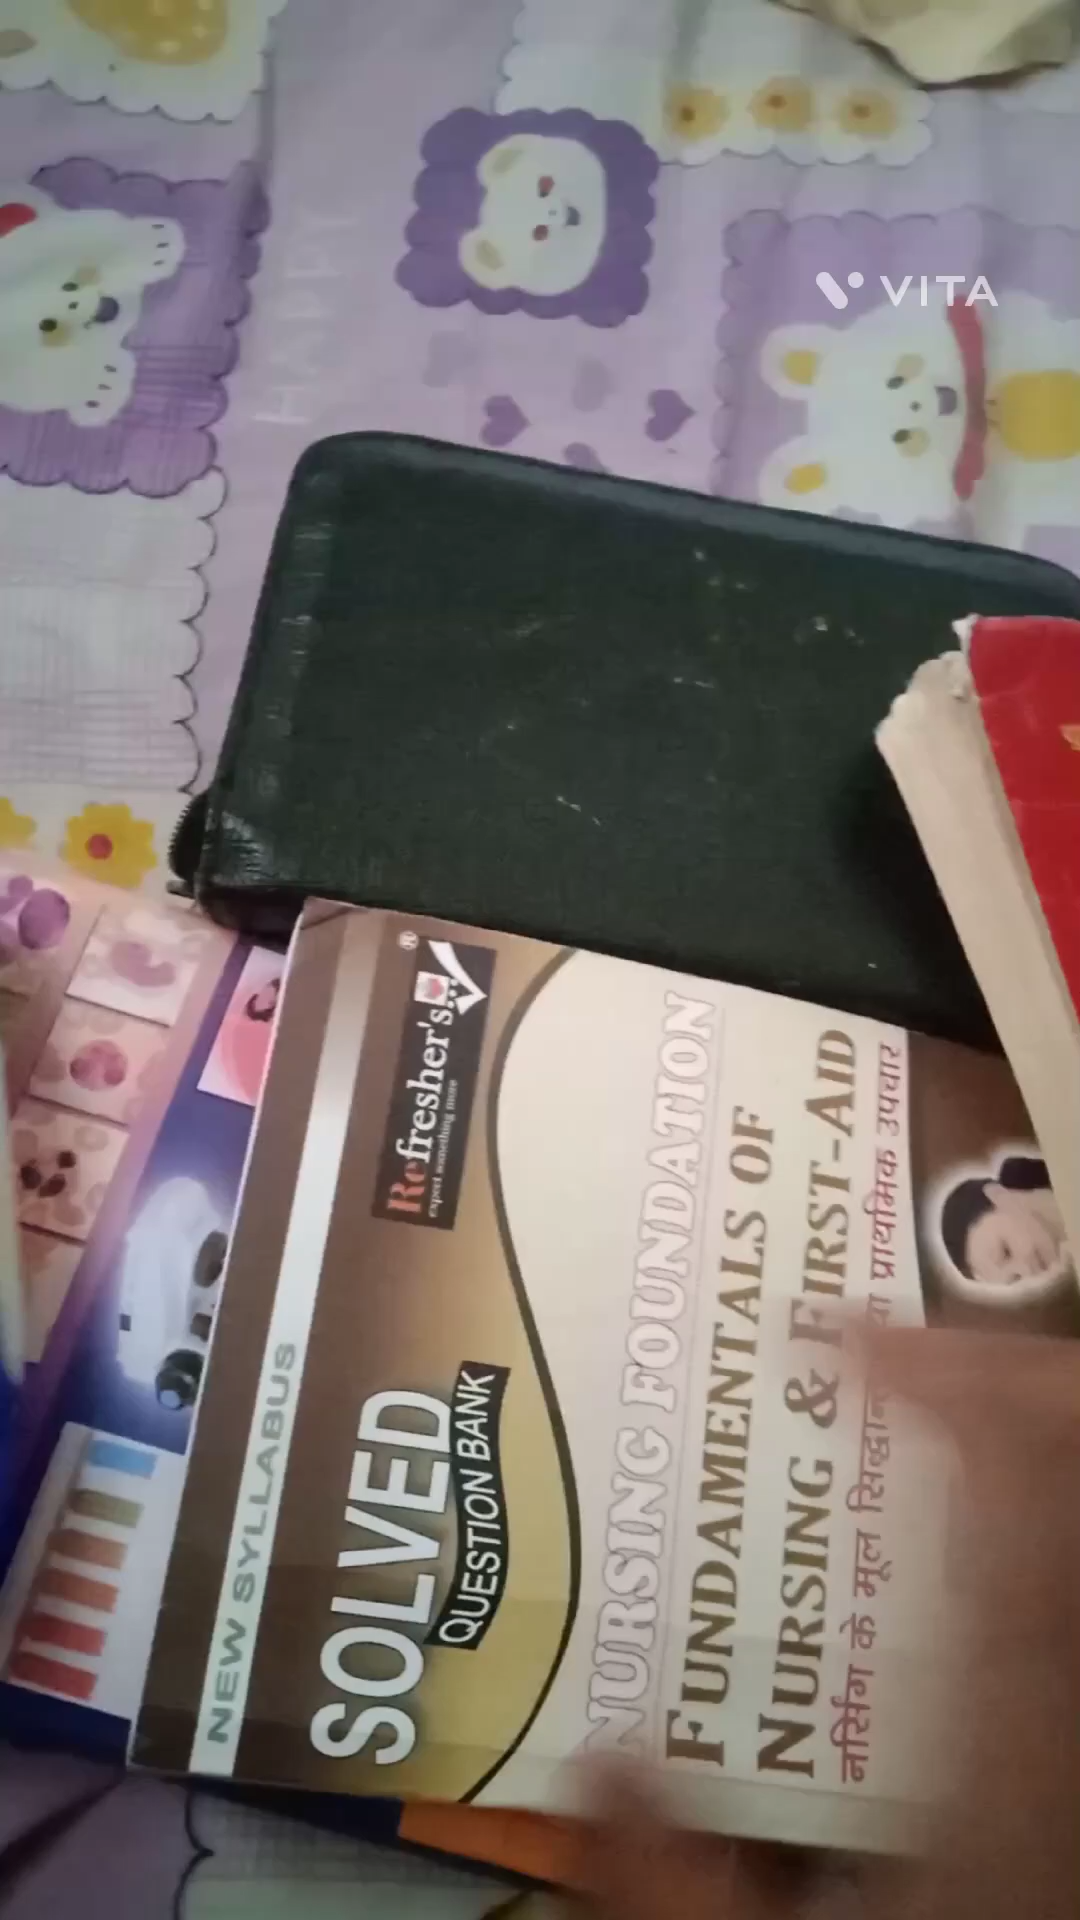 VITA
HAPPY
NEW SYLLABUS
Refresher's...®
expect something more
SOLVED
QUESTION BANK
NURSING FOUNDATION
FUNDAMENTALS OF
NURSING & FIRST-AID
नर्सिंग के मूल सिद्धान्त प्राथमिक उपचार